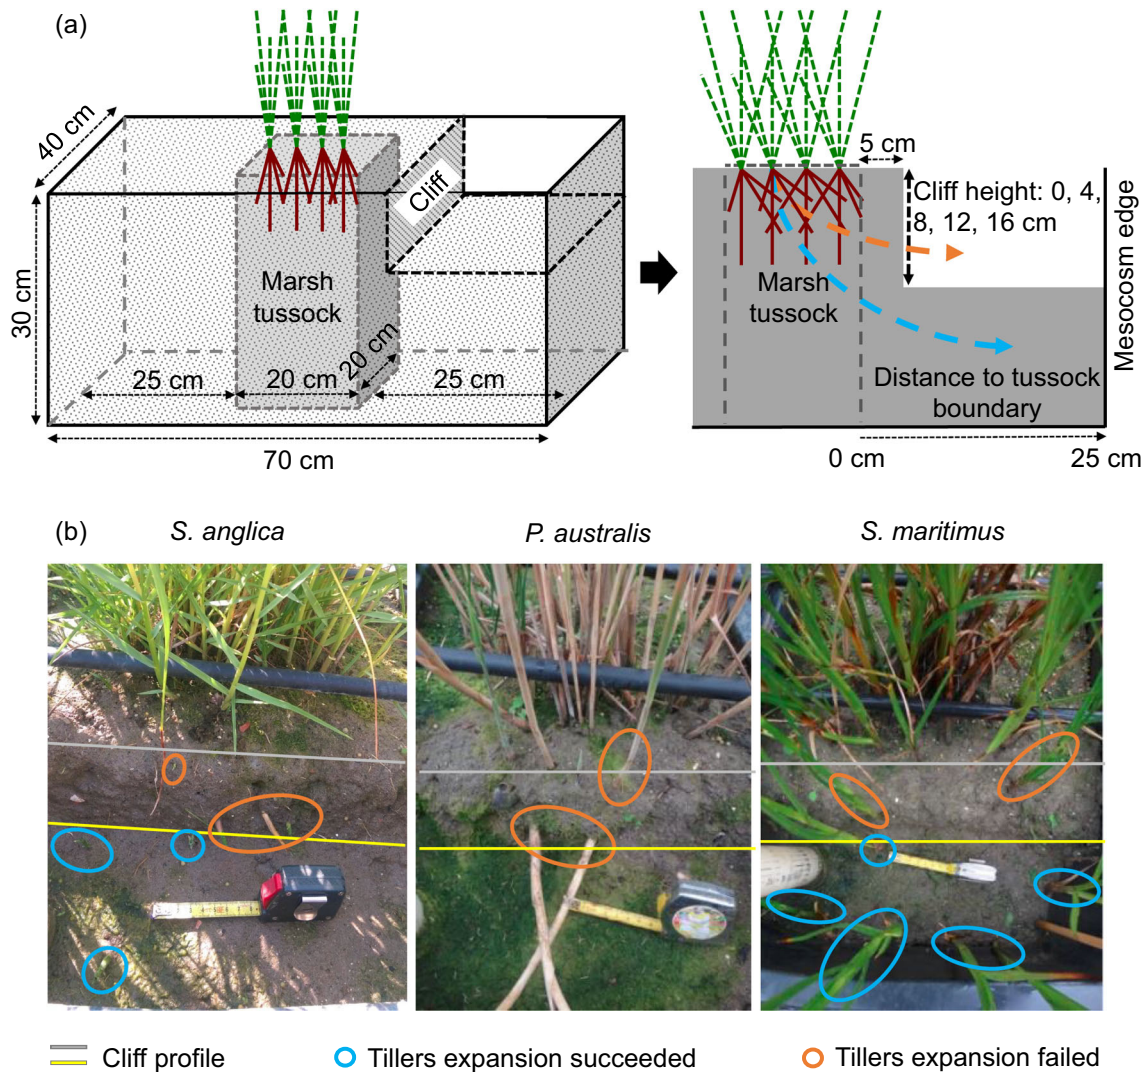 (a)
40 cm
30 cm
Cliff
Marsh
tussock
20 cm
25 cm
20 cm
25 cm
70 cm
5 cm
Cliff height: 0, 4,
8, 12, 16 cm
Marsh
tussock
Distance to tussock
boundary
Mesocosm edge
0 cm
25 cm
(b)
S. anglica
P. australis
S. maritimus
Cliff profile
Tillers expansion succeeded
Tillers expansion failed